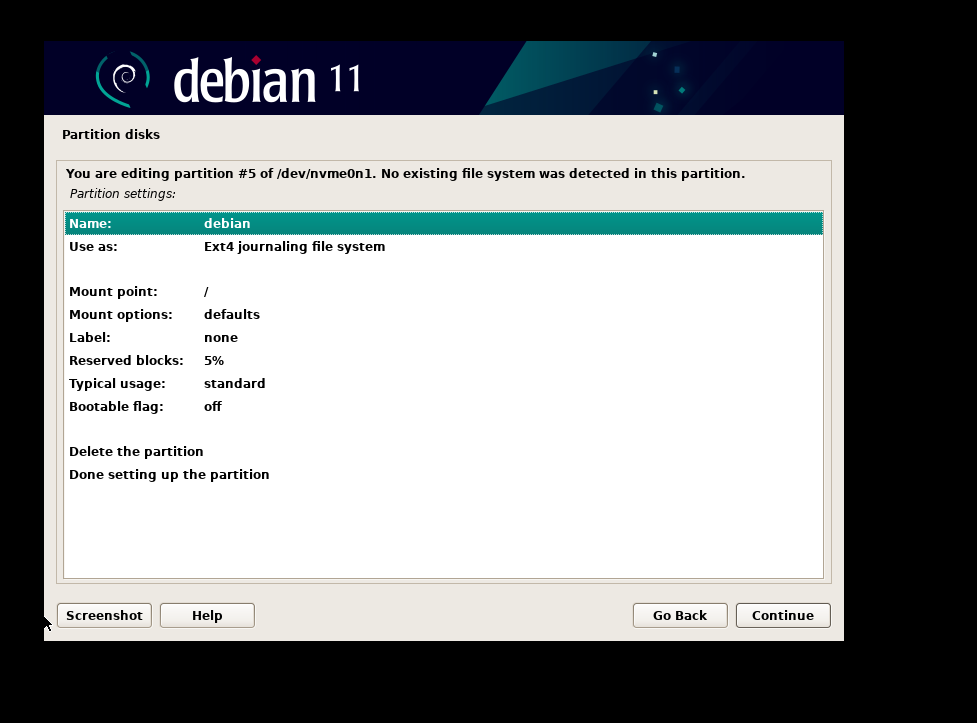 debian 11
Partition disks
You are editing partition #5 of /dev/nvme0n1. No existing file system was detected in this partition.
Partition settings:
Name: debian
Use as: Ext4 journaling file system
Mount point: /
Mount options: defaults
Label: none
Reserved blocks: 5%
Typical usage: standard
Bootable flag: off
Delete the partition
Done setting up the partition
Screenshot Help Go Back Continue